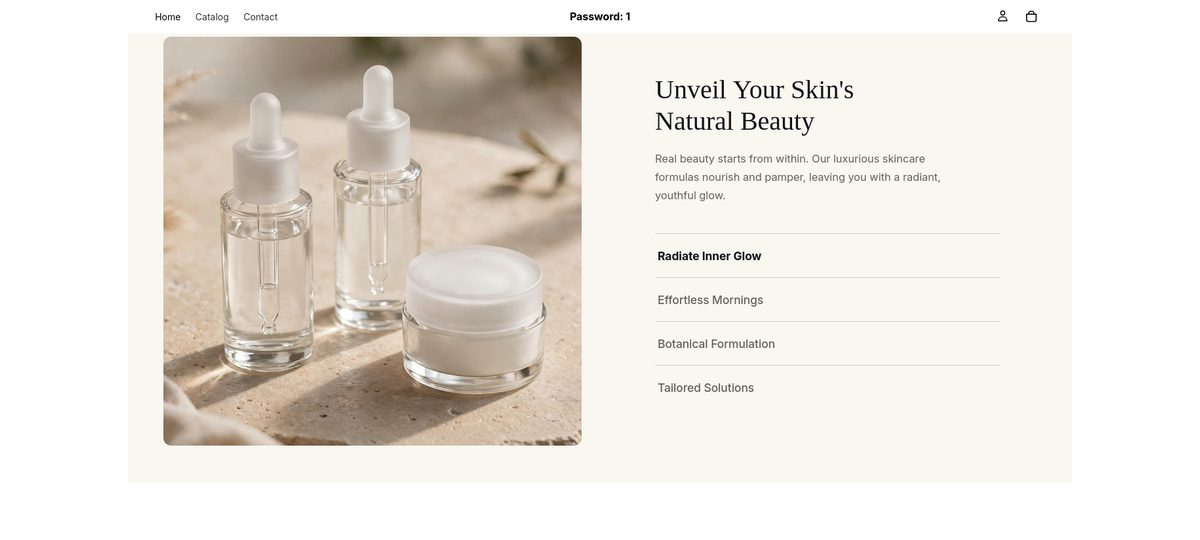 Home Catalog Contact Password: 1
Unveil Your Skin's
Natural Beauty
Real beauty starts from within. Our luxurious skincare
formulas nourish and pamper, leaving you with a radiant,
youthful glow.
Radiate Inner Glow
Effortless Mornings
Botanical Formulation
Tailored Solutions